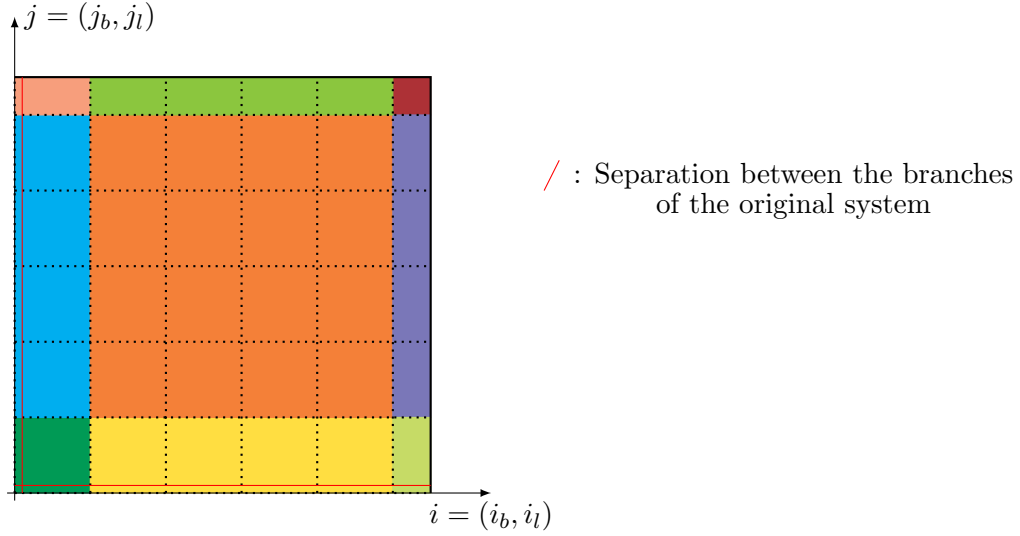 j = (j_b, j_l)
/ : Separation between the branches
of the original system
i = (i_b, i_l)